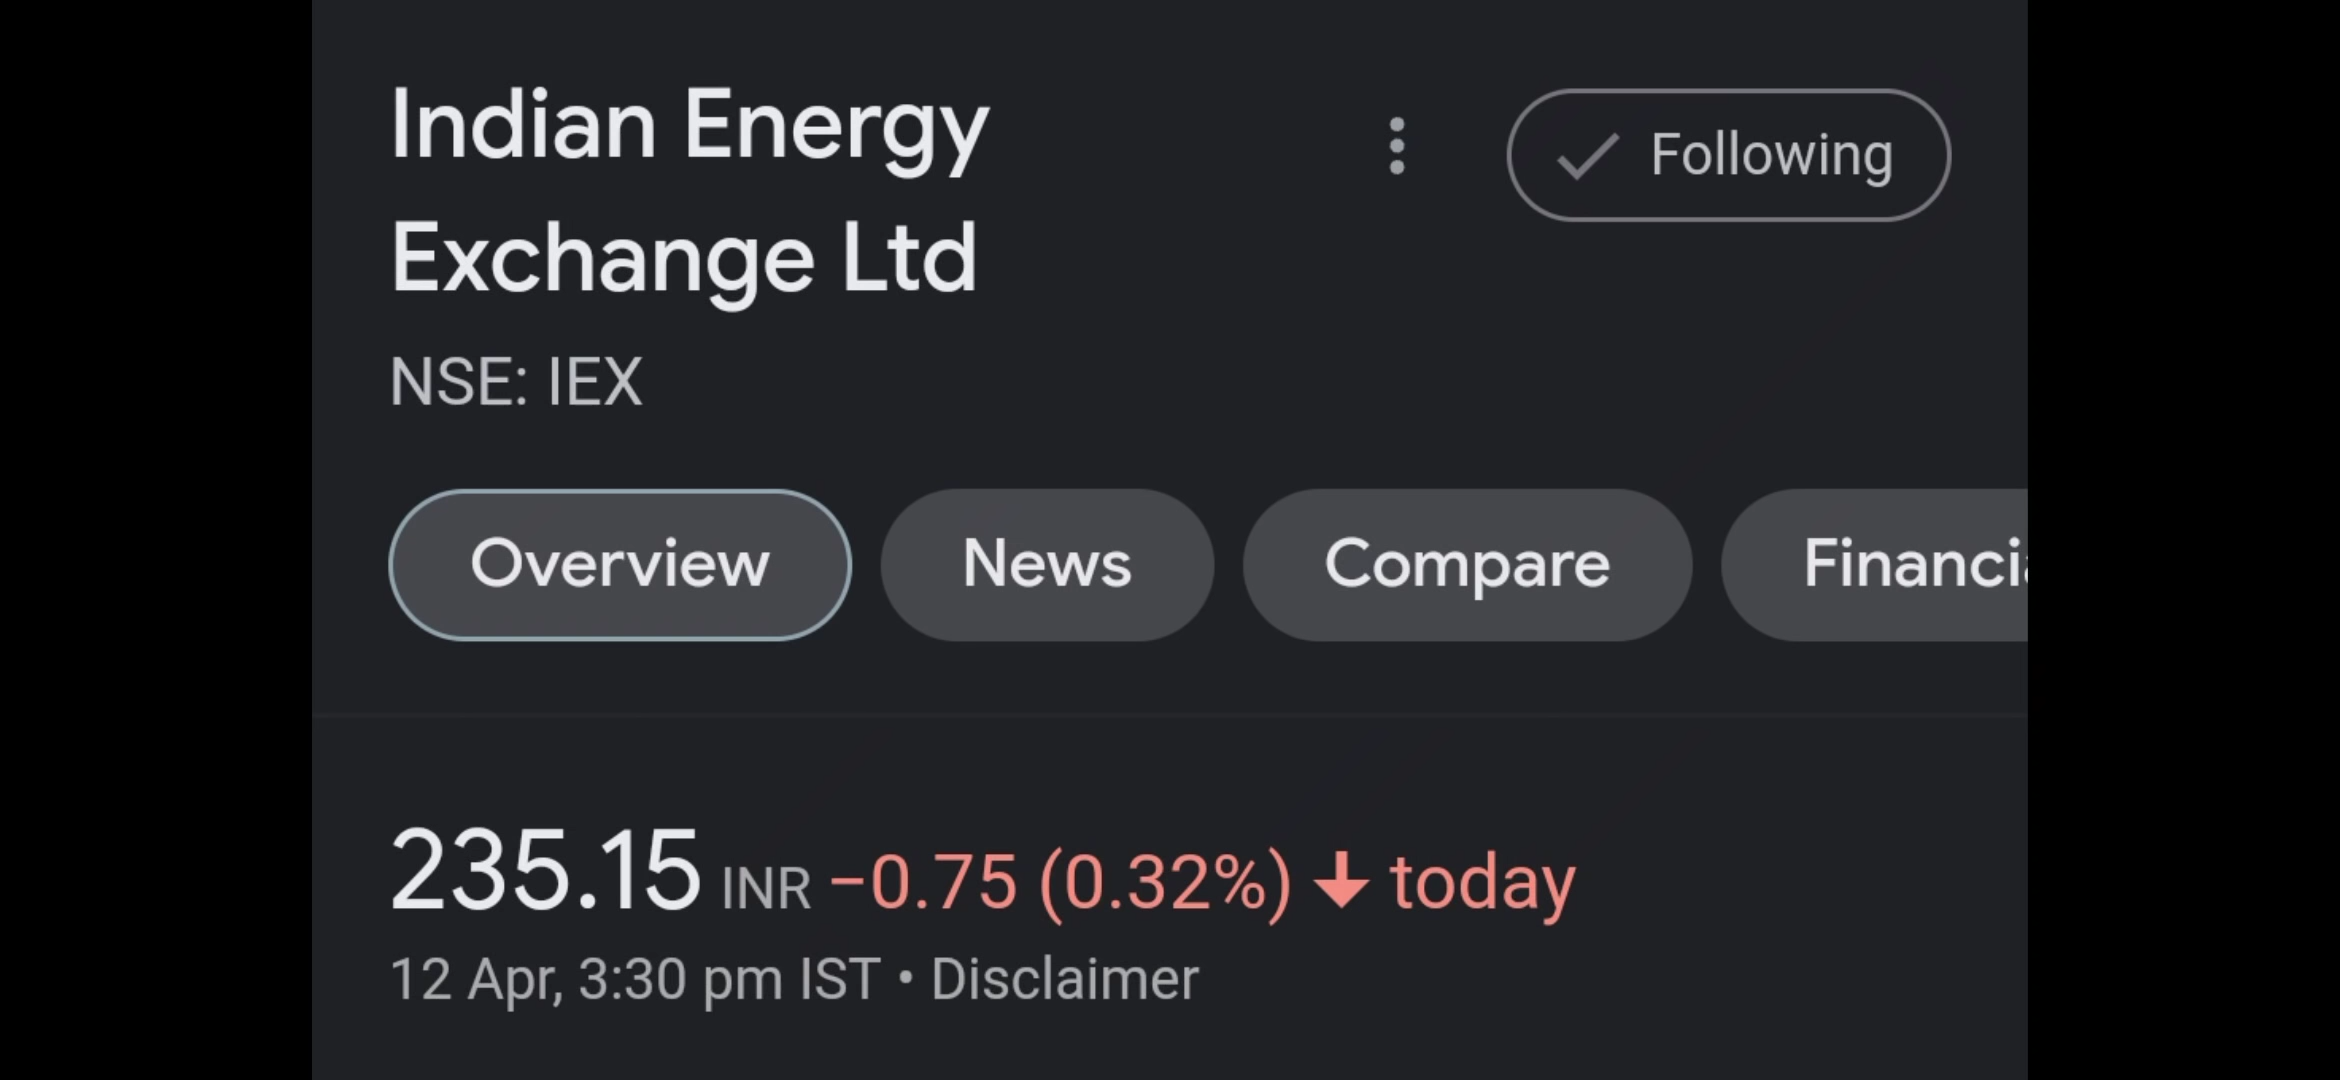 Indian Energy
Exchange Ltd
Following
NSE: IEX
Overview News Compare Financi
235.15 INR −0.75 (0.32%) ↓ today
12 Apr, 3:30 pm IST • Disclaimer